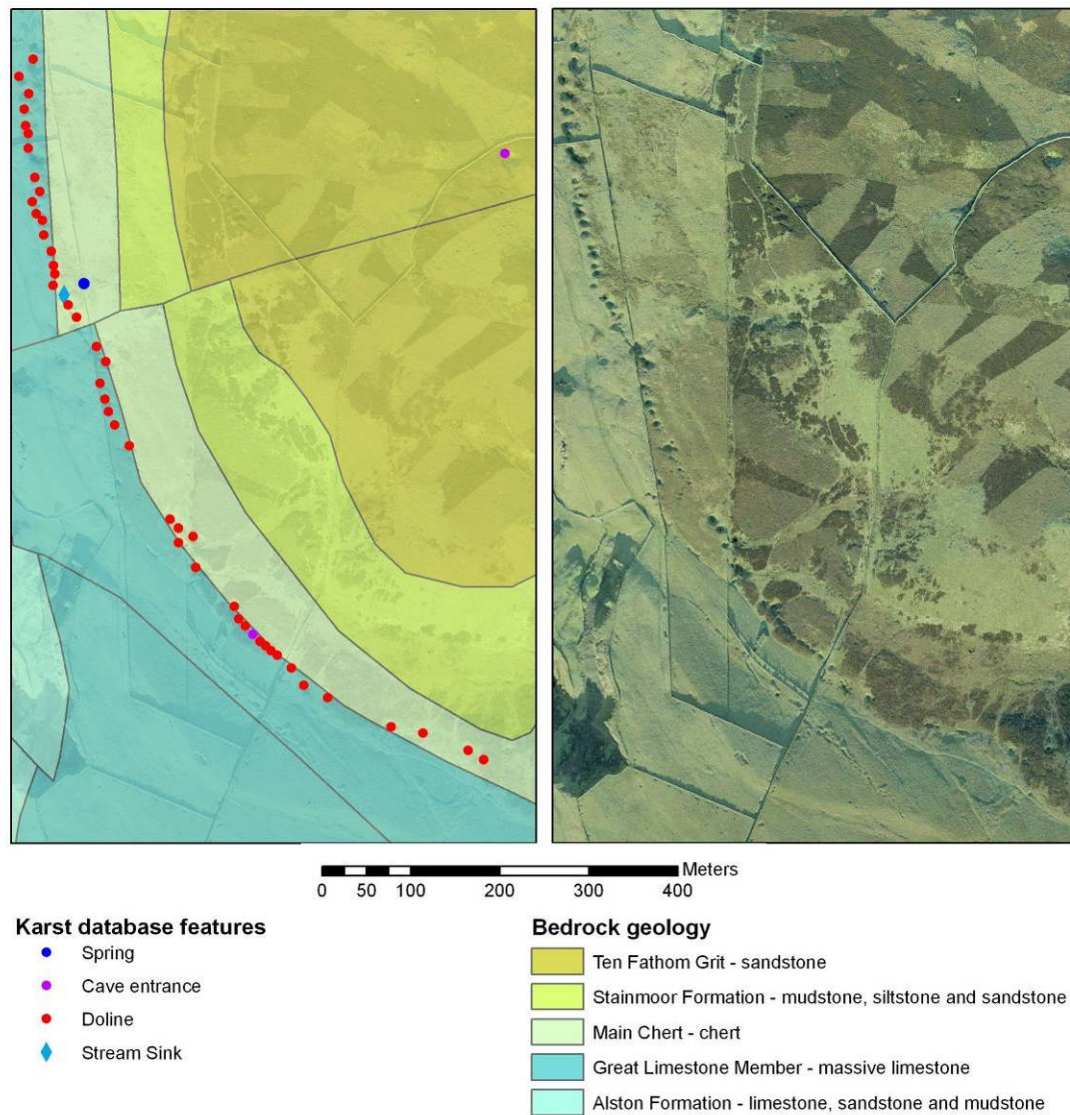 Meters
0 50 100 200 300 400
Karst database features
Spring
Cave entrance
Doline
Stream Sink
Bedrock geology
Ten Fathom Grit - sandstone
Stainmoor Formation - mudstone, siltstone and sandstone
Main Chert - chert
Great Limestone Member - massive limestone
Alston Formation - limestone, sandstone and mudstone